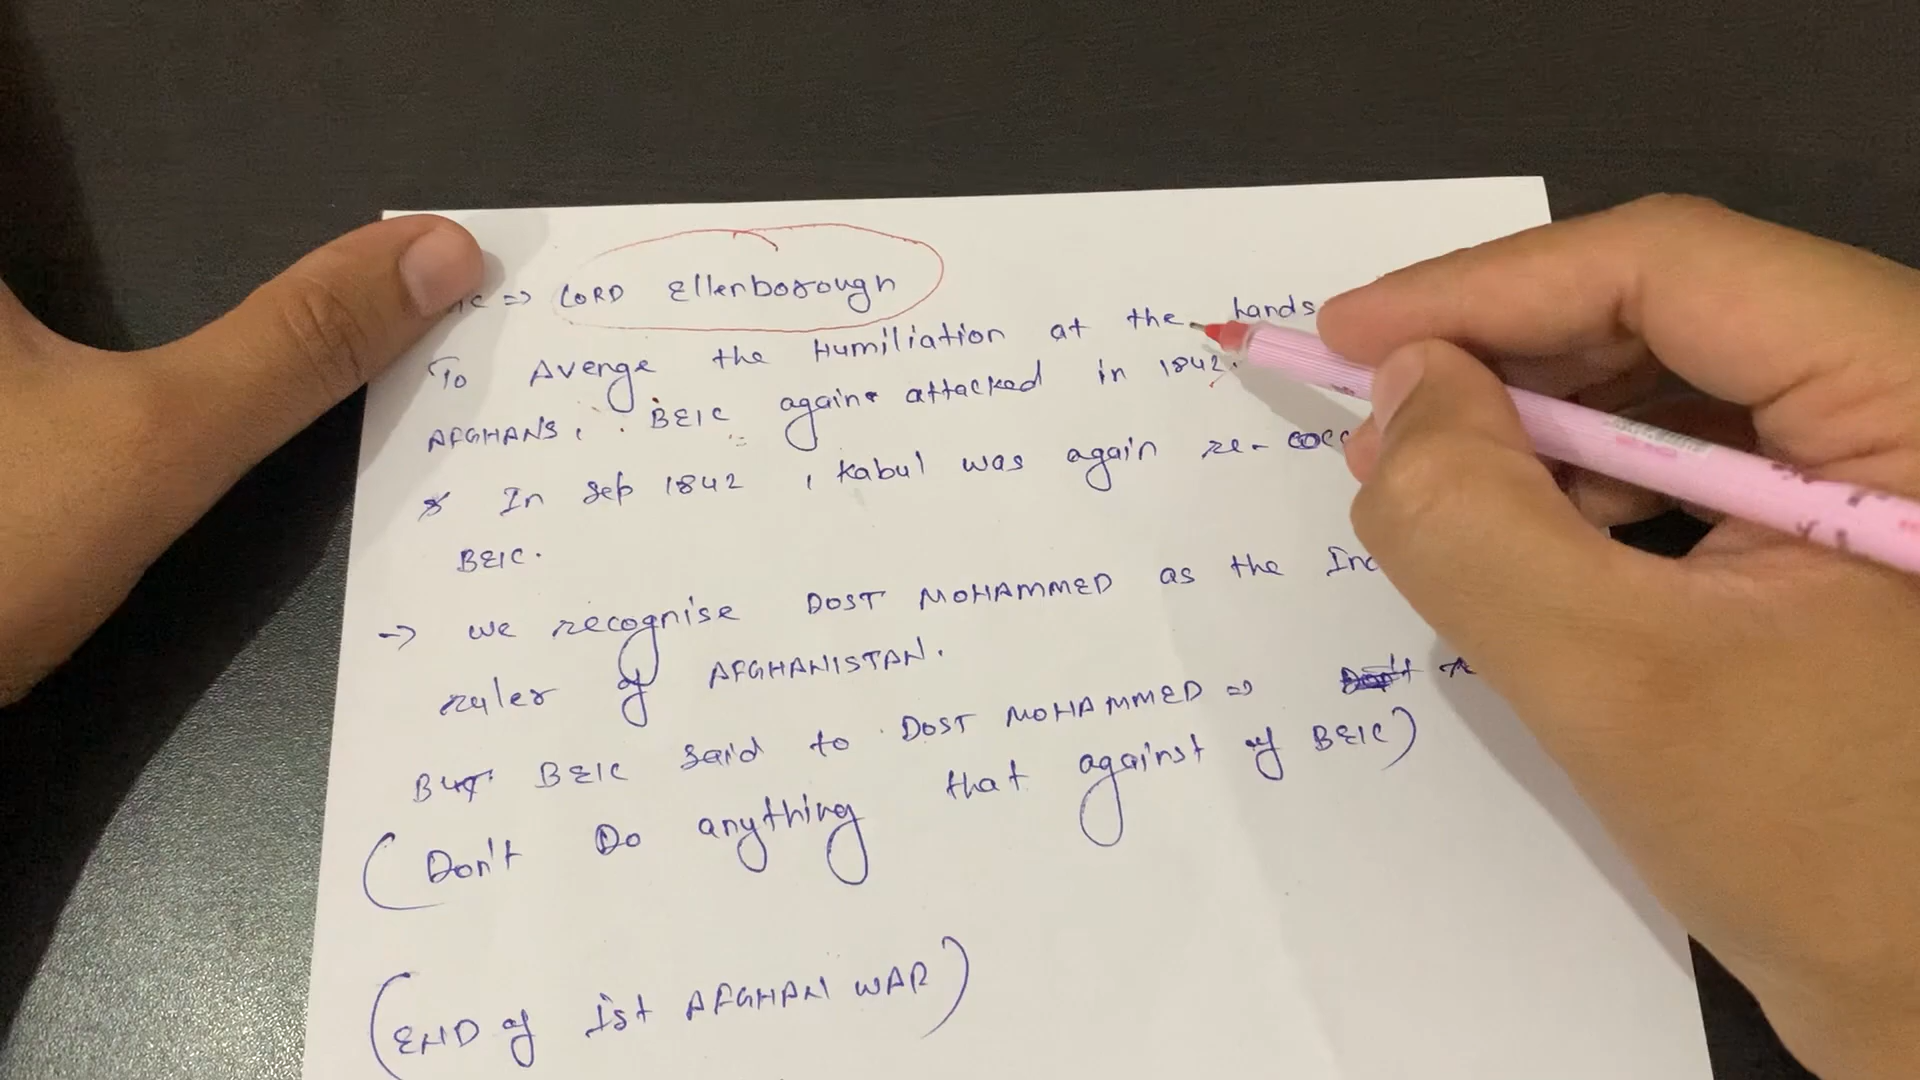 => LORD Ellenborough
To Avenge the Humiliation at the hands
AFGHANS, BEIC again attacked in 1842.
* In Sep 1842, Kabul was again re-
BEIC.
-> We recognise DOST MOHAMMED as the
ruler of AFGHANISTAN.
But BEIC Said to DOST MOHAMMED =>
(Don't Do anything that against of BEIC)
(END of Ist AFGHAN WAR)